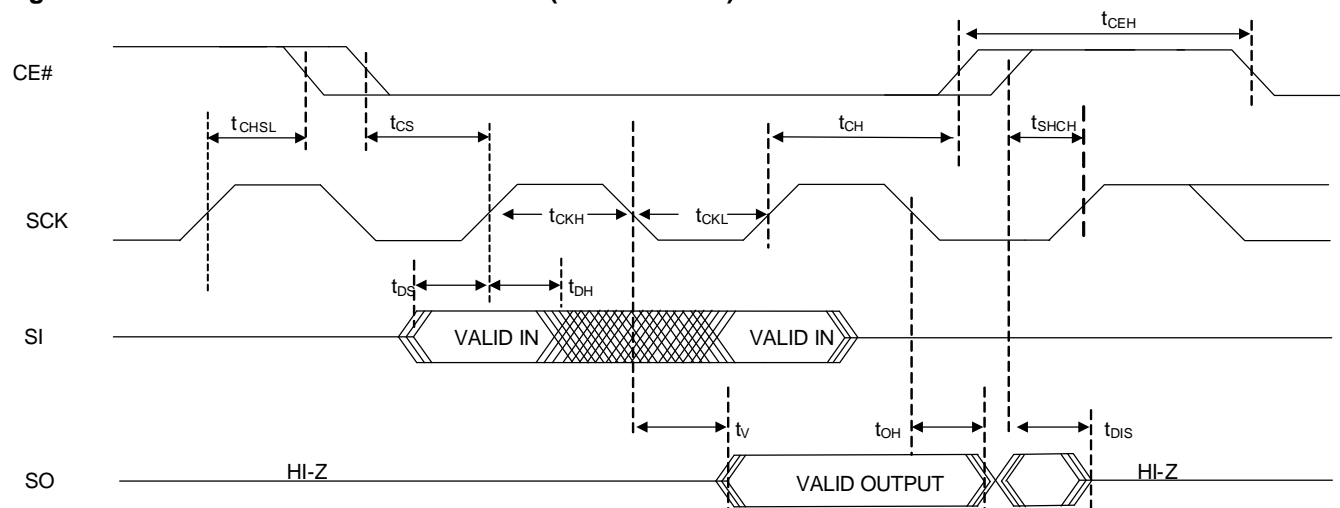 tCEH
CE#
tCHSL
tCS
tCH
tSHCH
SCK
tCKH
tCKL
tDS
tDH
SI
VALID IN
VALID IN
tV
tOH
tDIS
SO
HI-Z
VALID OUTPUT
HI-Z